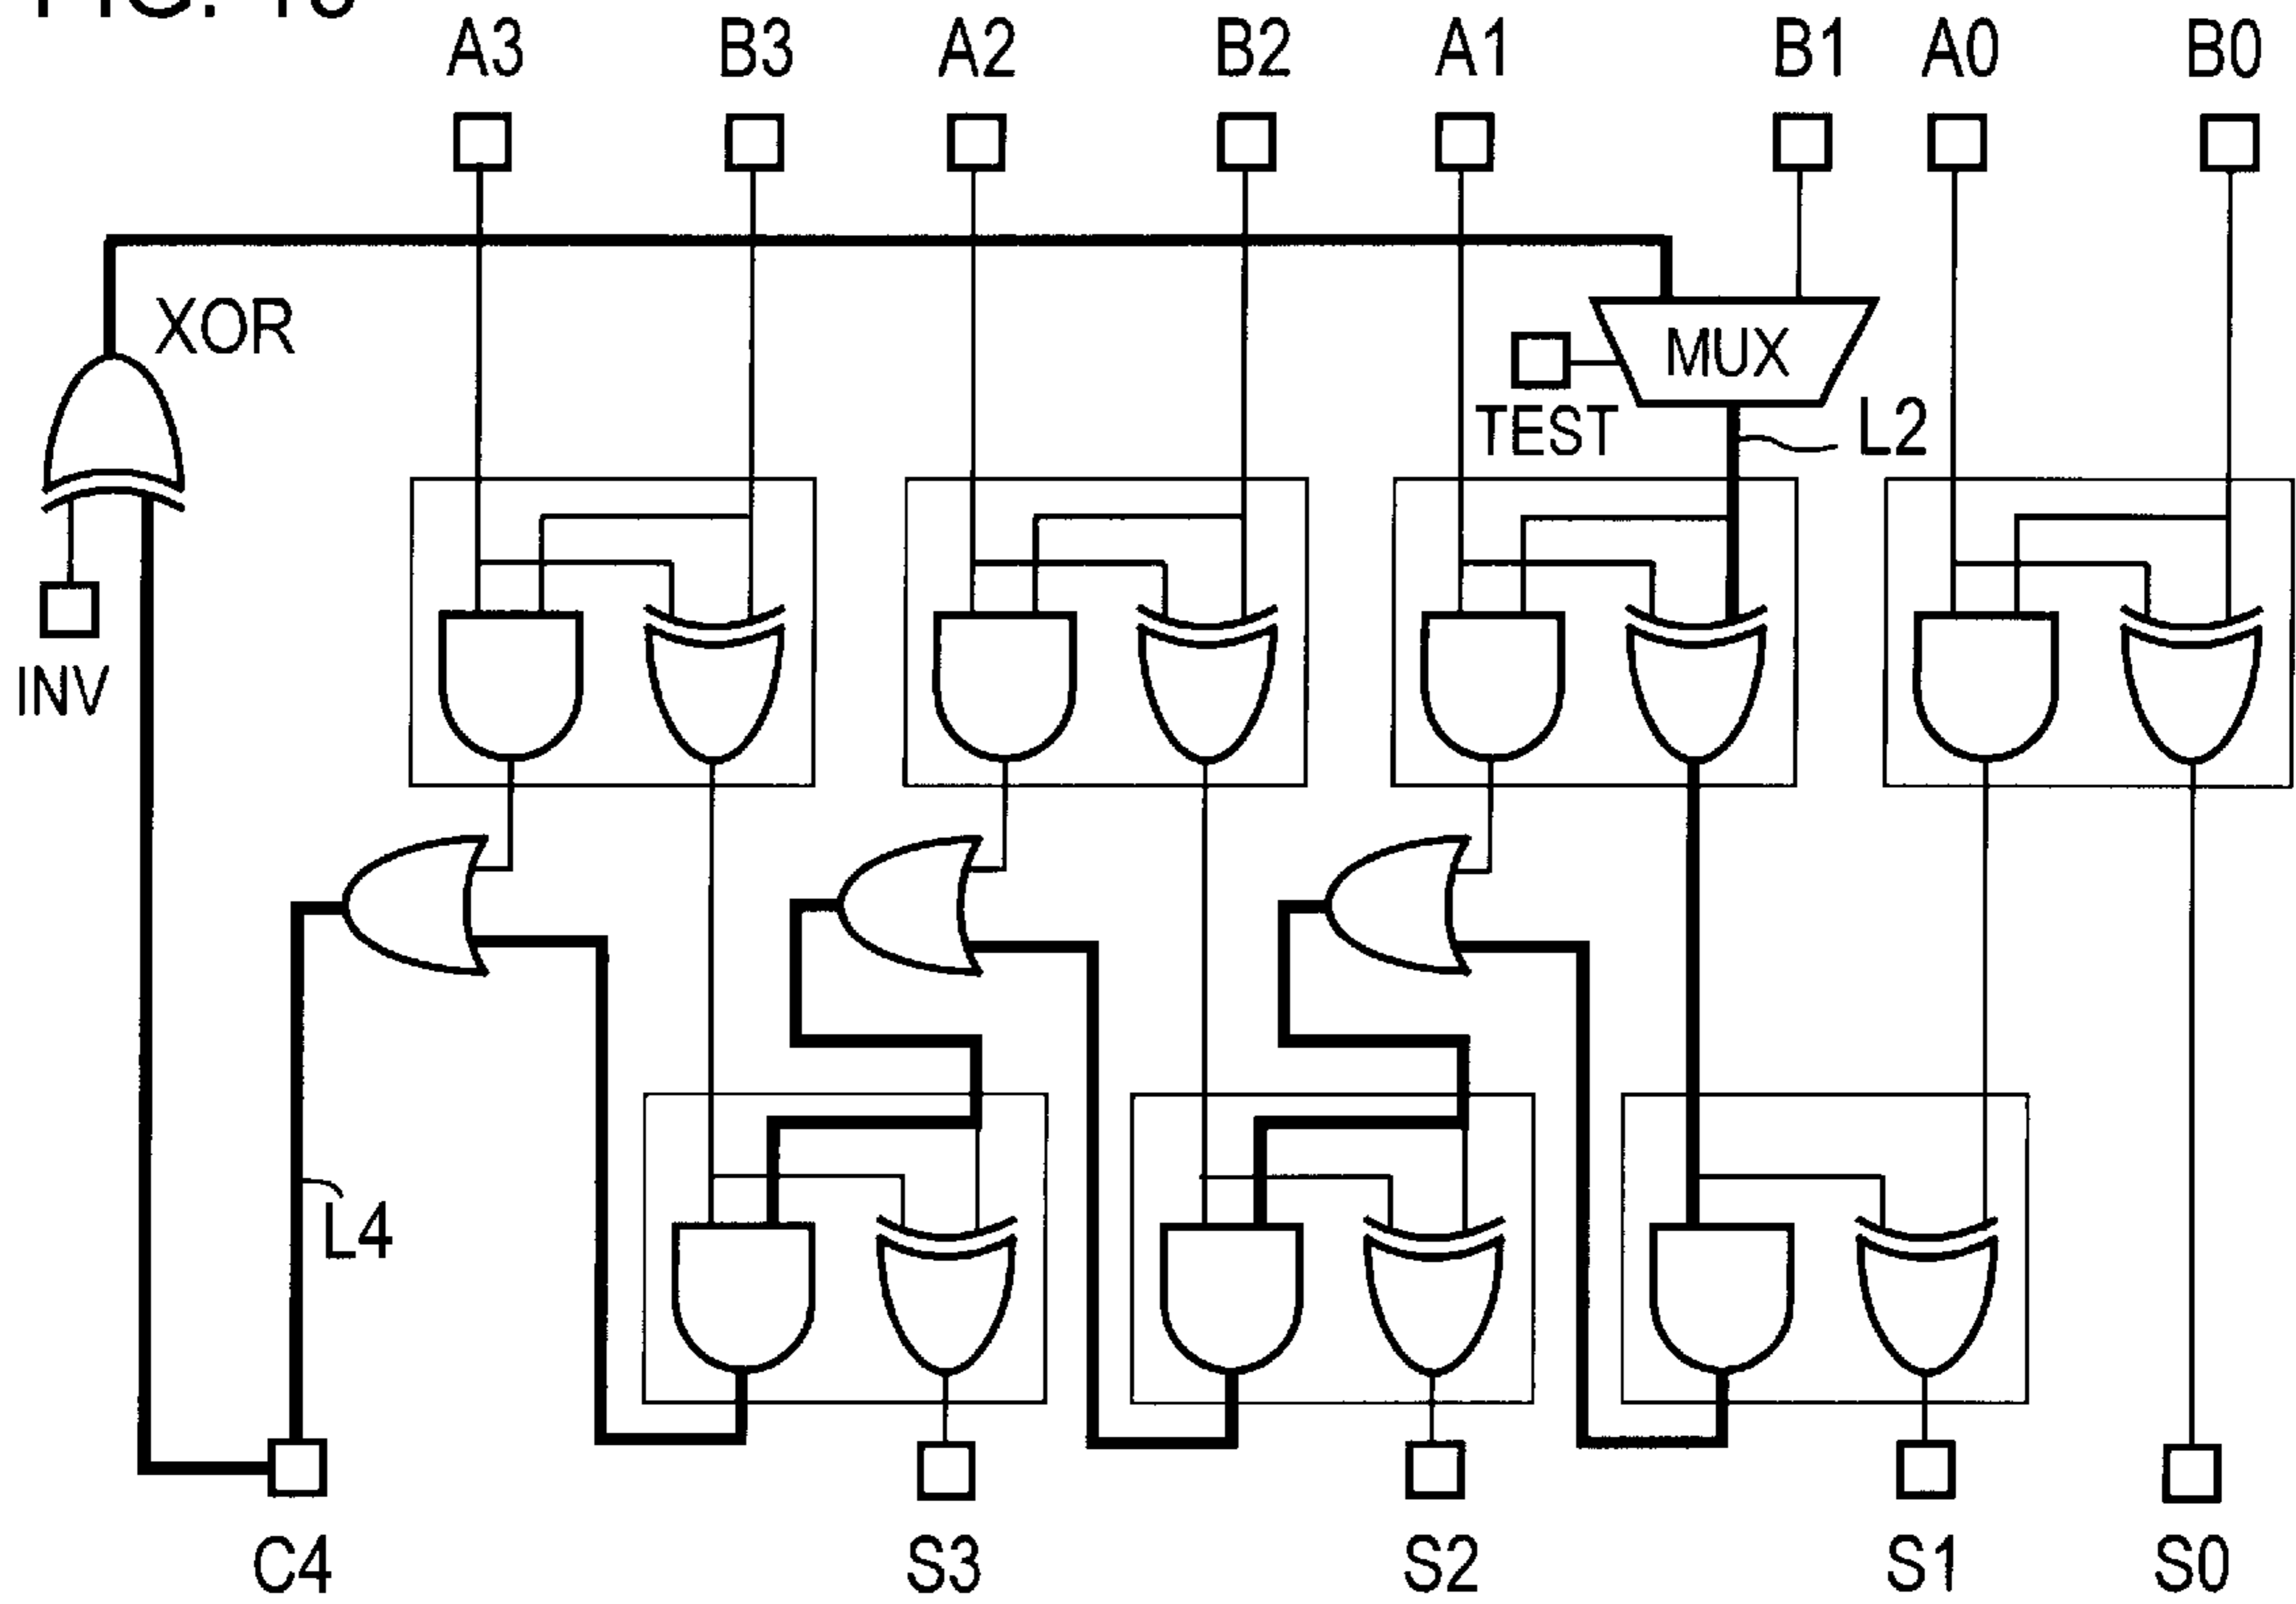 A3 B3 A2 B2 A1 B1 A0 B0
XOR
MUX
TEST
L2
INV
L4
C4 S3 S2 S1 S0